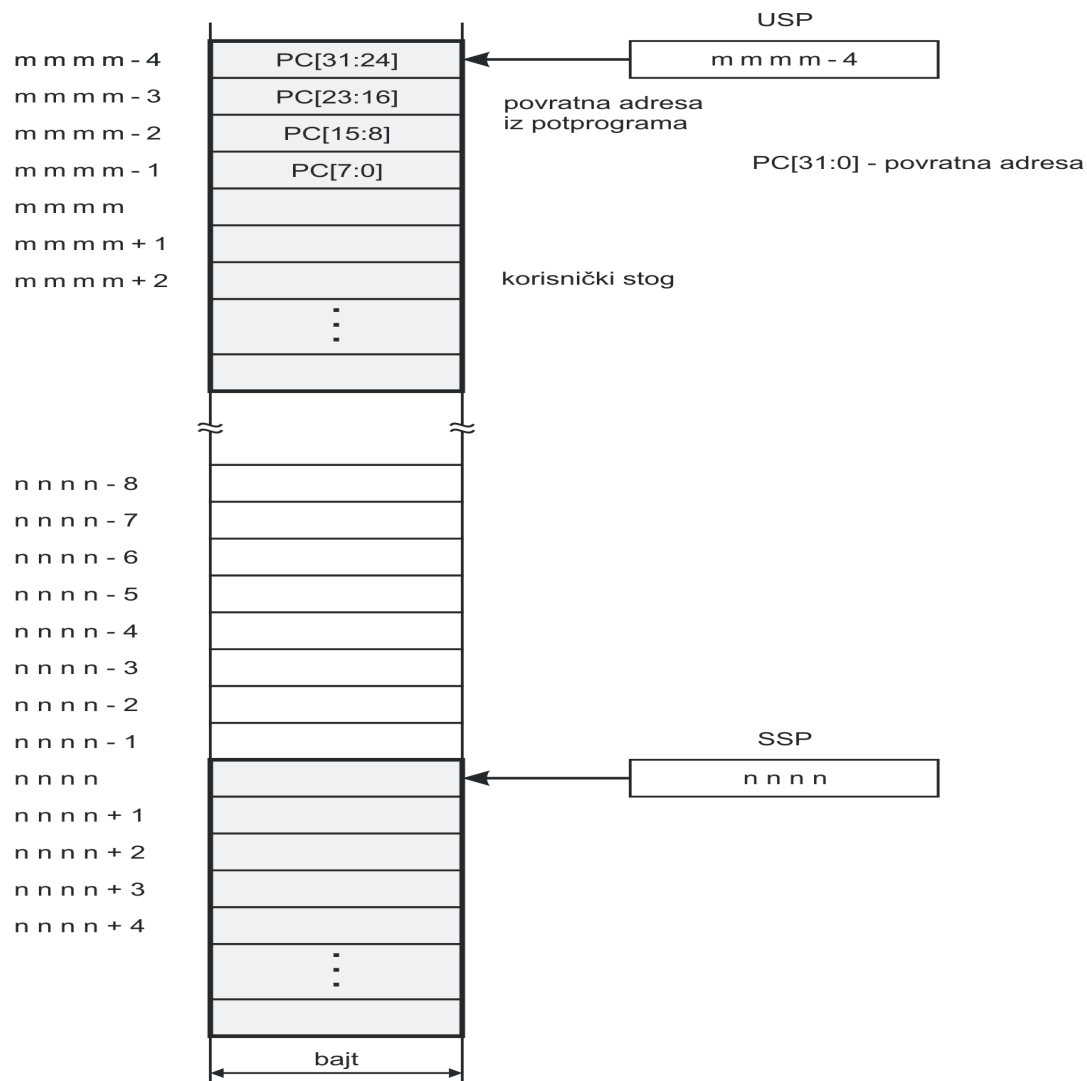 USP
m m m m - 4 PC[31:24] m m m m - 4
m m m m - 3 PC[23:16] povratna adresa
iz potprograma
m m m m - 2 PC[15:8]
m m m m - 1 PC[7:0] PC[31:0] - povratna adresa
m m m m
m m m m + 1
m m m m + 2 korisnički stog
n n n n - 8
n n n n - 7
n n n n - 6
n n n n - 5
n n n n - 4
n n n n - 3
n n n n - 2
n n n n - 1 SSP
n n n n n n n n
n n n n + 1
n n n n + 2
n n n n + 3
n n n n + 4
bajt